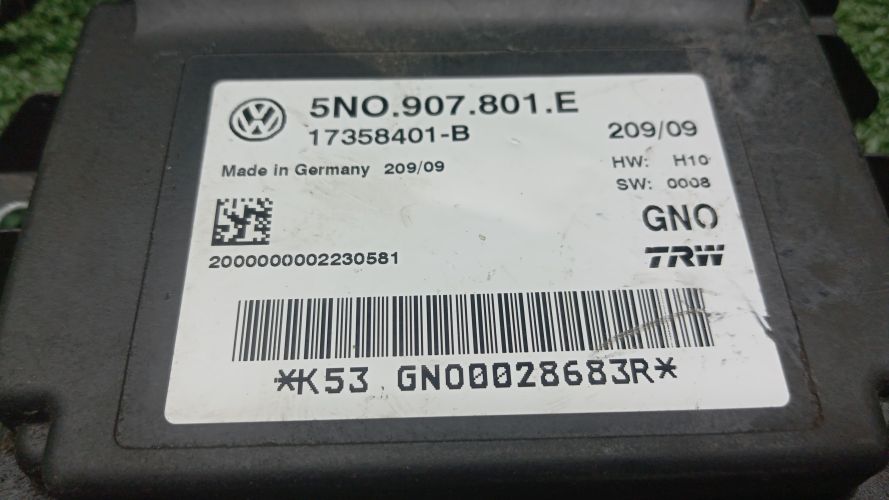 5NO.907.801.E
17358401-B
209/09
Made in Germany 209/09
HW: H10
SW: 0008
GNO
2000000002230581
TRW
*K53 GNO0028683R*